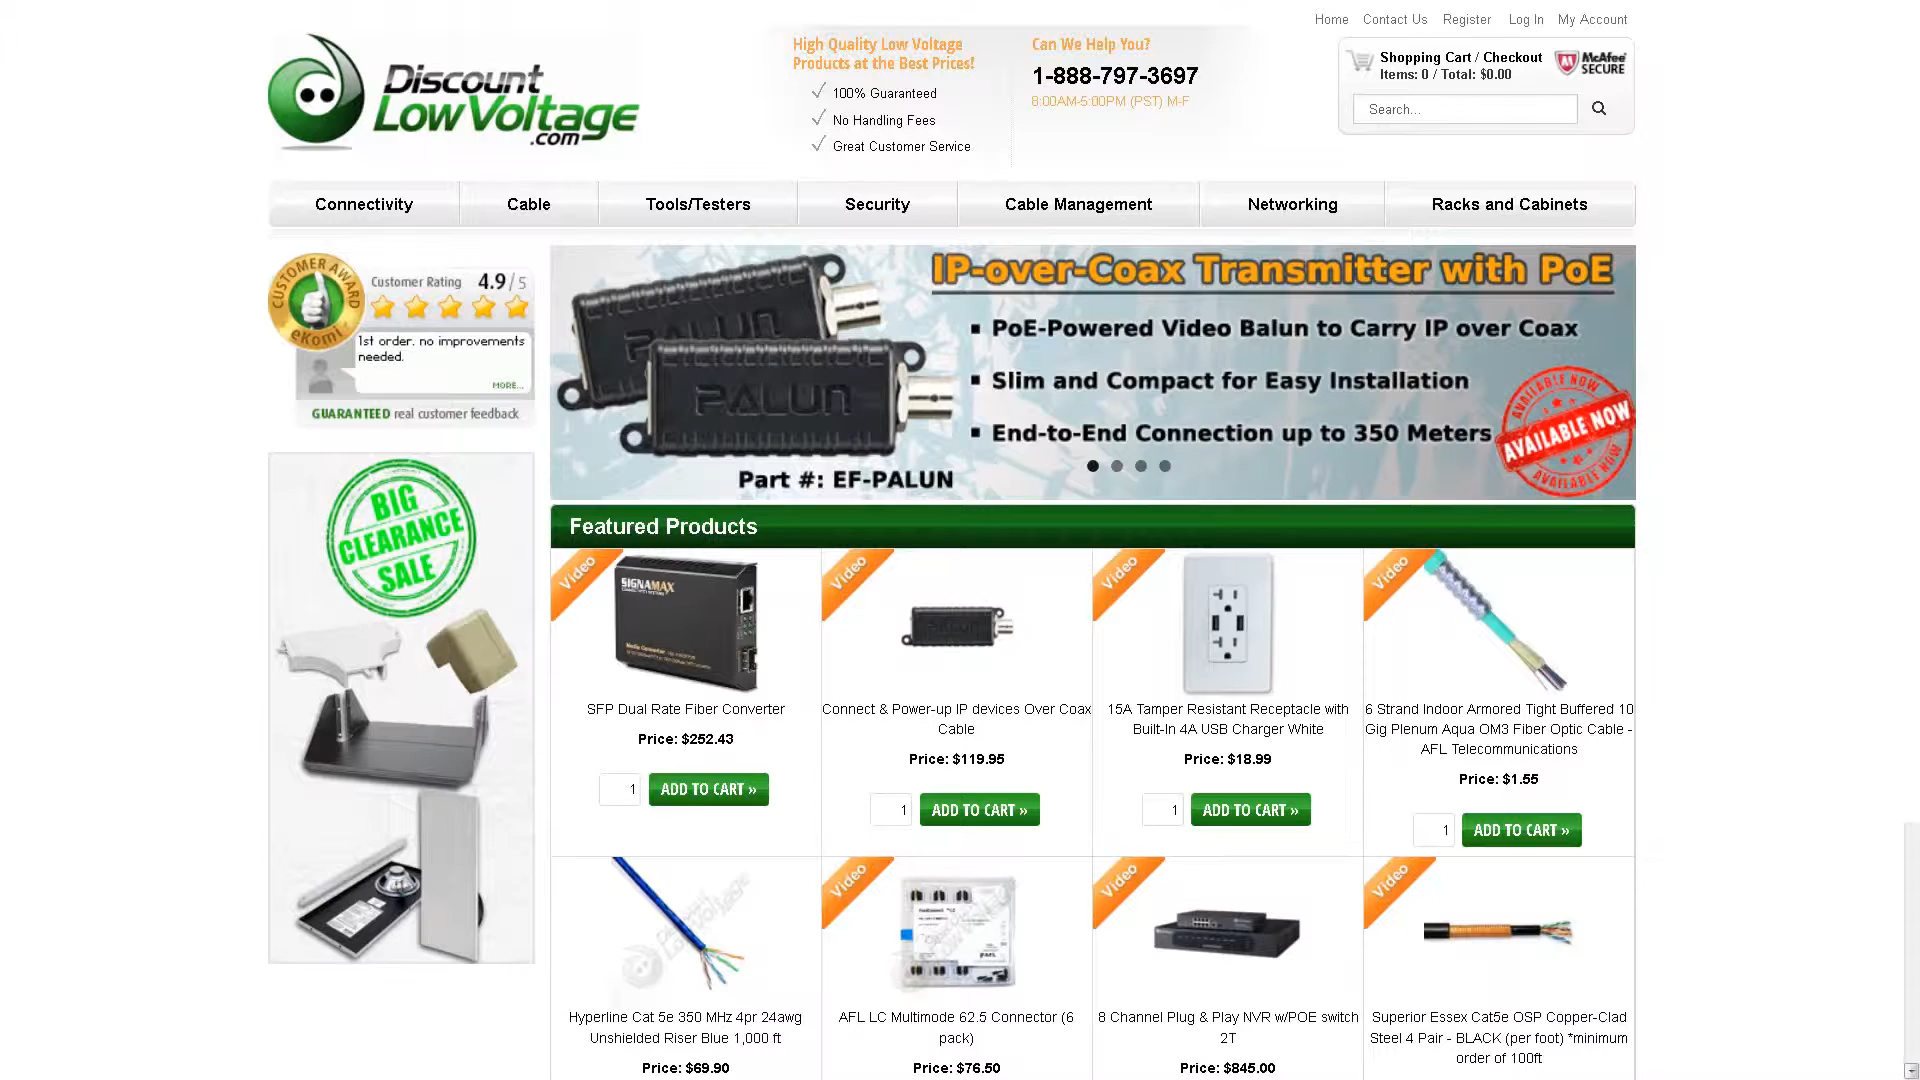 Home Contact Us Register Log In My Account
Discount
LowVoltage
.com
High Quality Low Voltage
Products at the Best Prices!
100% Guaranteed
No Handling Fees
Great Customer Service
Can We Help You?
1-888-797-3697
8:00AM-5:00PM (PST) M-F
Shopping Cart / Checkout
Items: 0 / Total: $0.00
McAfee
SECURE
Search...
Connectivity Cable Tools/Testers Security Cable Management Networking Racks and Cabinets
CUSTOMER AWARD
eKomi
Customer Rating 4.9 / 5
1st order. no improvements
needed.
MORE...
GUARANTEED real customer feedback
BIG
CLEARANCE
SALE
IP-over-Coax Transmitter with PoE
PoE-Powered Video Balun to Carry IP over Coax
Slim and Compact for Easy Installation
End-to-End Connection up to 350 Meters
PALUN
PALUN
Part #: EF-PALUN
AVAILABLE NOW
AVAILABLE NOW
AVAILABLE NOW
Featured Products
Video
Video
Video
Video
SIGNAMAX
Media Converter
PALUN
SFP Dual Rate Fiber Converter
Price: $252.43
1 ADD TO CART »
Connect & Power-up IP devices Over Coax
Cable
Price: $119.95
1 ADD TO CART »
15A Tamper Resistant Receptacle with
Built-In 4A USB Charger White
Price: $18.99
1 ADD TO CART »
6 Strand Indoor Armored Tight Buffered 10
Gig Plenum Aqua OM3 Fiber Optic Cable -
AFL Telecommunications
Price: $1.55
1 ADD TO CART »
Video
Video
Video
Discount
LowVoltage
AFL
Hyperline Cat 5e 350 MHz 4pr 24awg
Unshielded Riser Blue 1,000 ft
Price: $69.90
AFL LC Multimode 62.5 Connector (6
pack)
Price: $76.50
8 Channel Plug & Play NVR w/POE switch
2T
Price: $845.00
Superior Essex Cat5e OSP Copper-Clad
Steel 4 Pair - BLACK (per foot) *minimum
order of 100ft